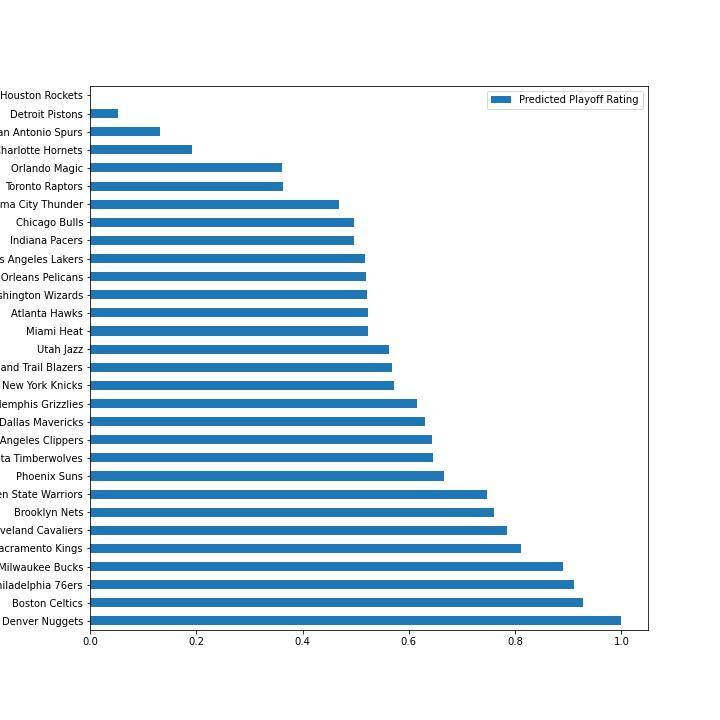 Houston Rockets
Predicted Playoff Rating
Detroit Pistons
an Antonio Spurs
Charlotte Hornets
Orlando Magic
Toronto Raptors
ma City Thunder
Chicago Bulls
Indiana Pacers
s Angeles Lakers
Orleans Pelicans
shington Wizards
Atlanta Hawks
Miami Heat
Utah Jazz
and Trail Blazers
New York Knicks
Memphis Grizzlies
Dallas Mavericks
Angeles Clippers
ta Timberwolves
Phoenix Suns
en State Warriors
Brooklyn Nets
eveland Cavaliers
acramento Kings
Milwaukee Bucks
hiladelphia 76ers
Boston Celtics
Denver Nuggets
0.0 0.2 0.4 0.6 0.8 1.0